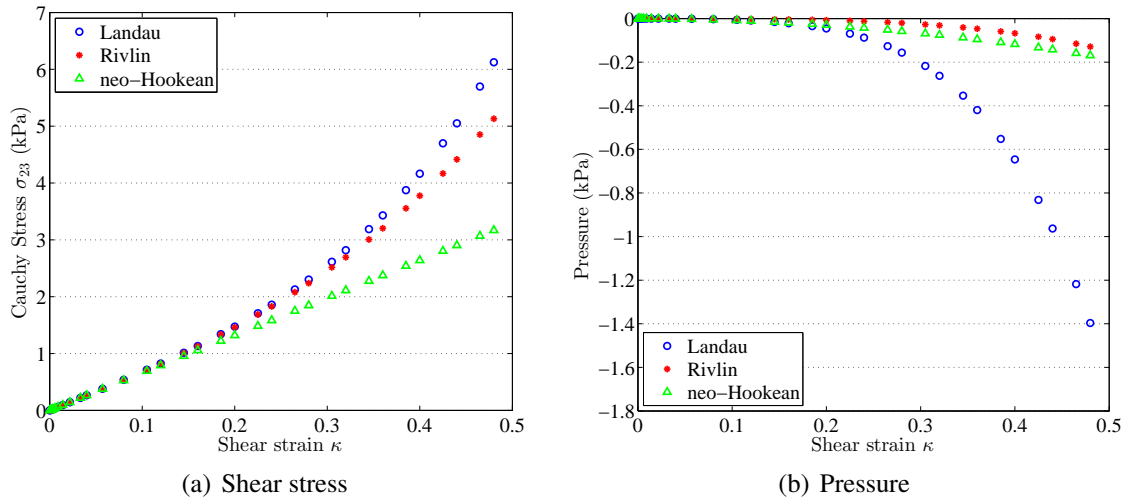 7
6
5
4
3
2
1
0
Cauchy Stress σ23 (kPa)
Landau
Rivlin
neo−Hookean
0
0.1
0.2
0.3
0.4
0.5
Shear strain κ
(a) Shear stress
0
−0.2
−0.4
−0.6
−0.8
−1
−1.2
−1.4
−1.6
−1.8
Pressure (kPa)
Landau
Rivlin
neo−Hookean
0
0.1
0.2
0.3
0.4
0.5
Shear strain κ
(b) Pressure